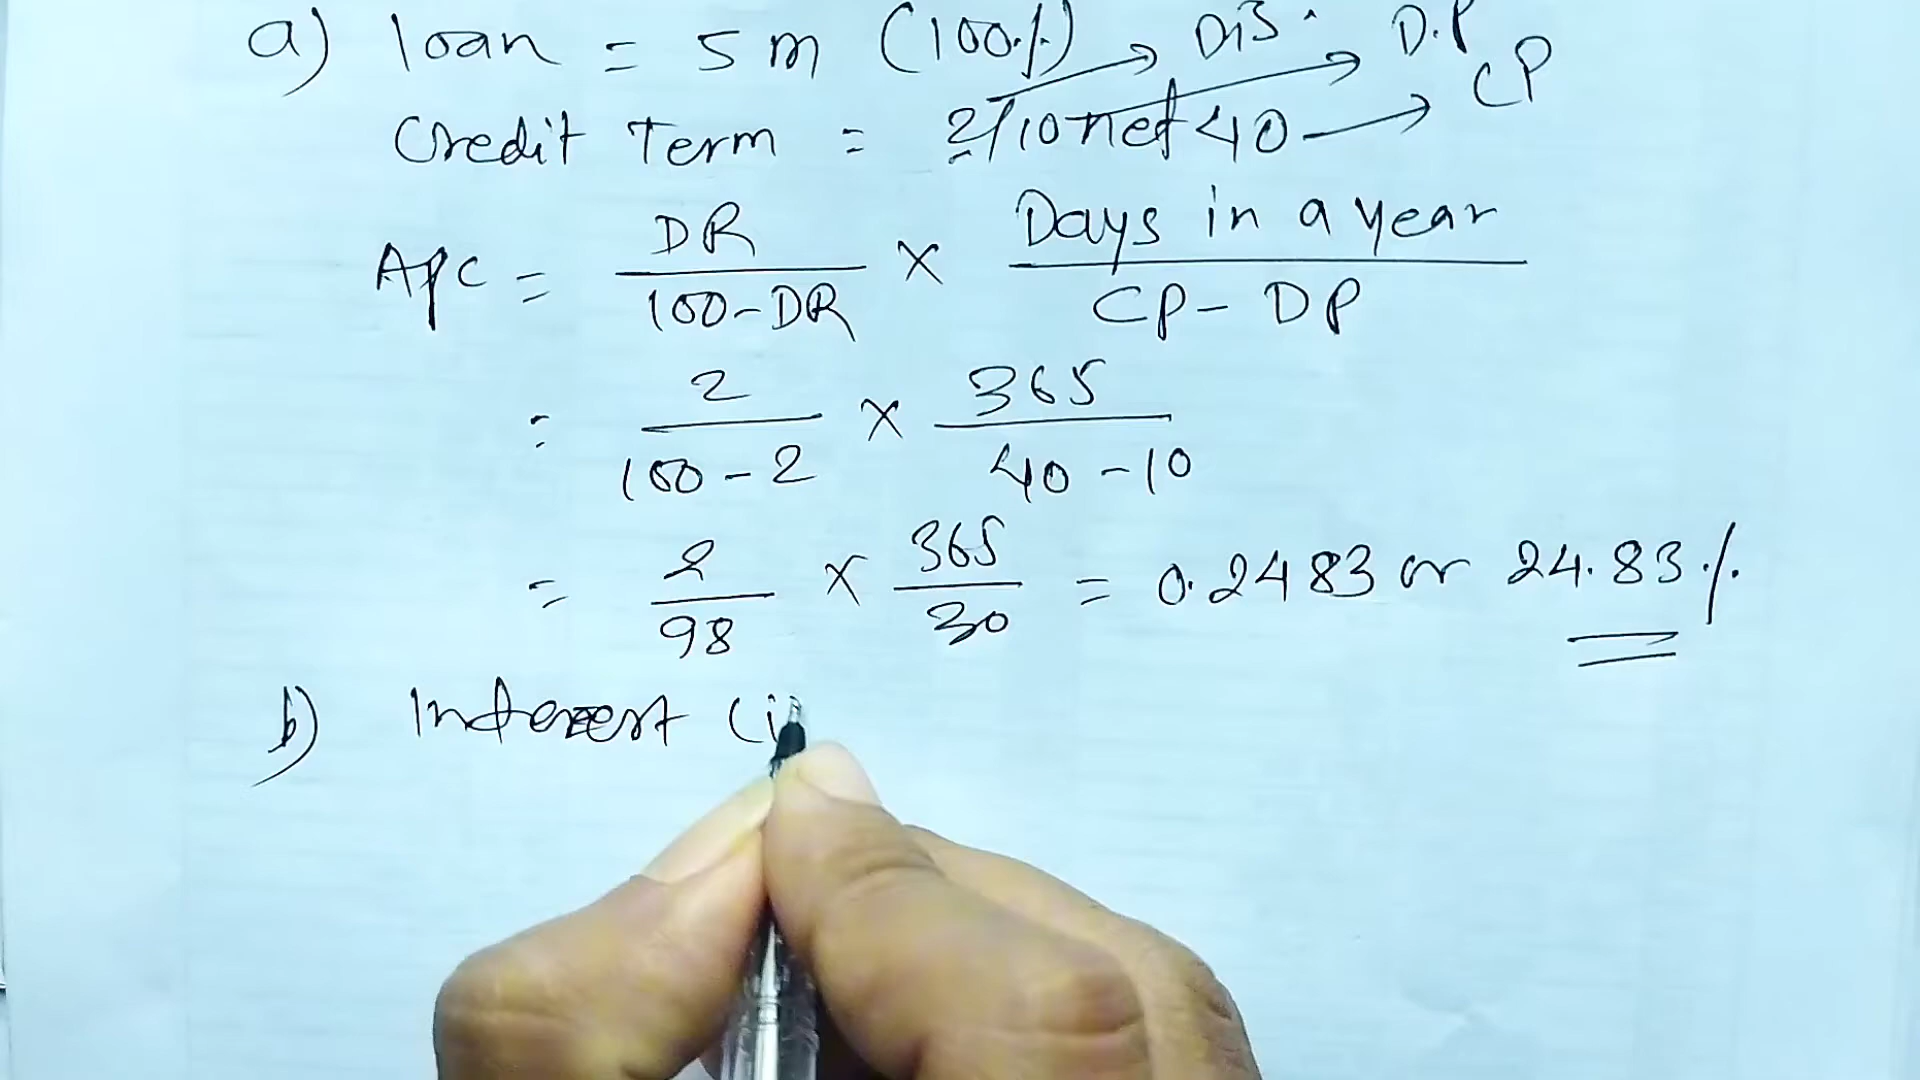 a) loan = 5m (100%) → Dis. → D.P
Credit Term = 2/10 net 40 → CP
Apc = DR / 100-DR × Days in a year / CP - DP
= 2 / 100-2 × 365 / 40-10
= 2 / 98 × 365 / 30 = 0.2483 or 24.83%
b) Interest (i